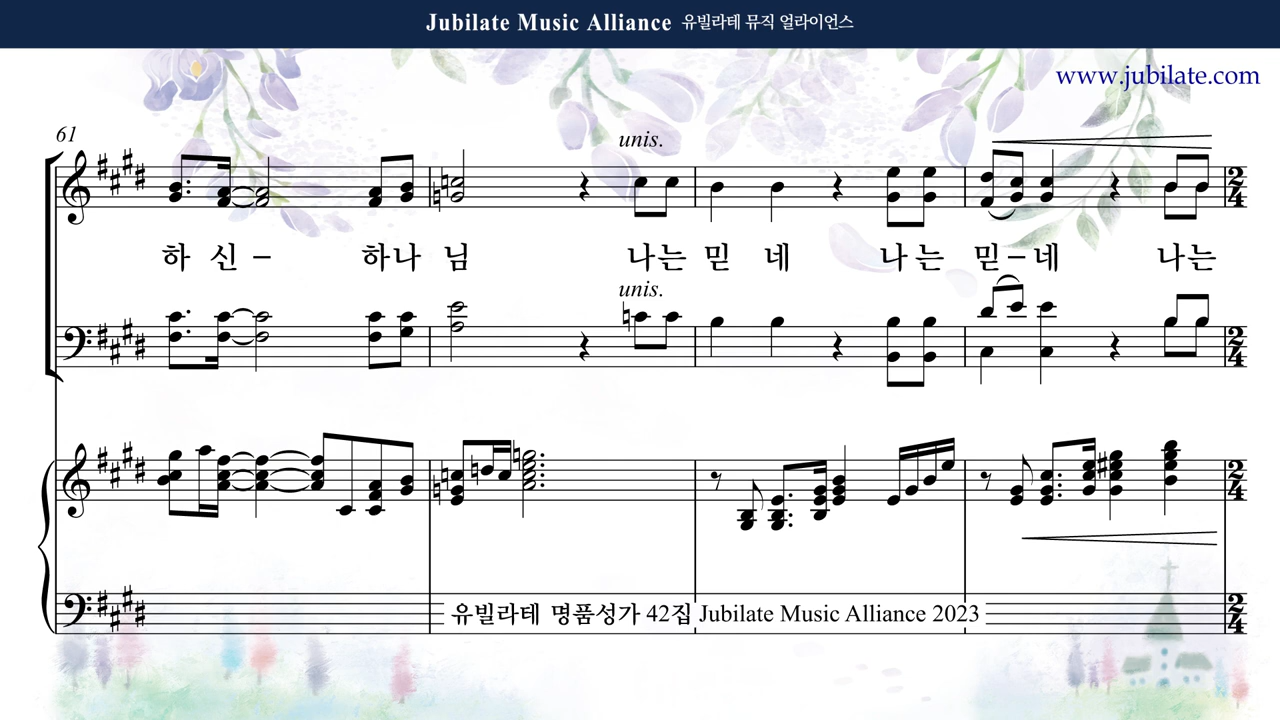 Jubilate Music Alliance 유빌라테 뮤직 얼라이언스
www.jubilate.com
61
unis.
하 신 – 하나 님 나는 믿 네 나는 믿 – 네 나는
unis.
유빌라테 명품성가 42집 Jubilate Music Alliance 2023